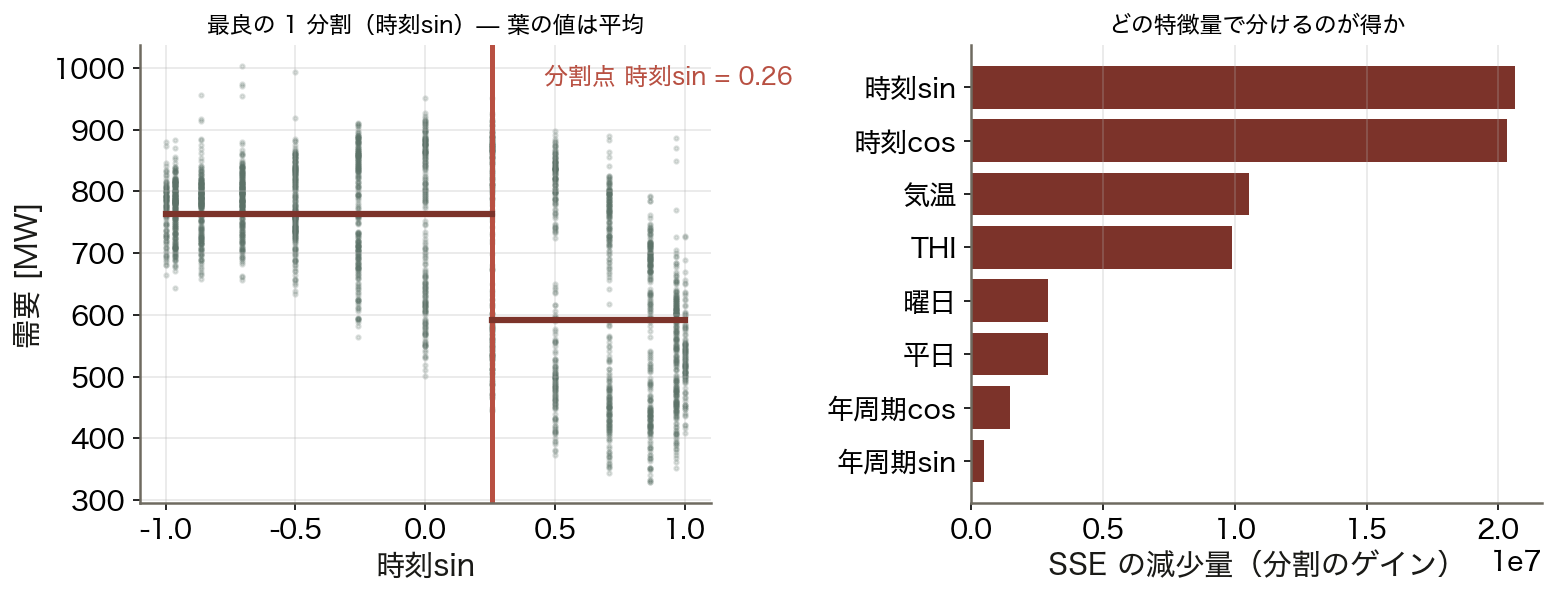 最良の 1 分割（時刻sin）— 葉の値は平均
分割点 時刻sin = 0.26
1000
900
800
700
600
500
400
300
需要 [MW]
-1.0 -0.5 0.0 0.5 1.0
時刻sin
どの特徴量で分けるのが得か
時刻sin
時刻cos
気温
THI
曜日
平日
年周期cos
年周期sin
0.0 0.5 1.0 1.5 2.0
1e7
SSE の減少量（分割のゲイン）